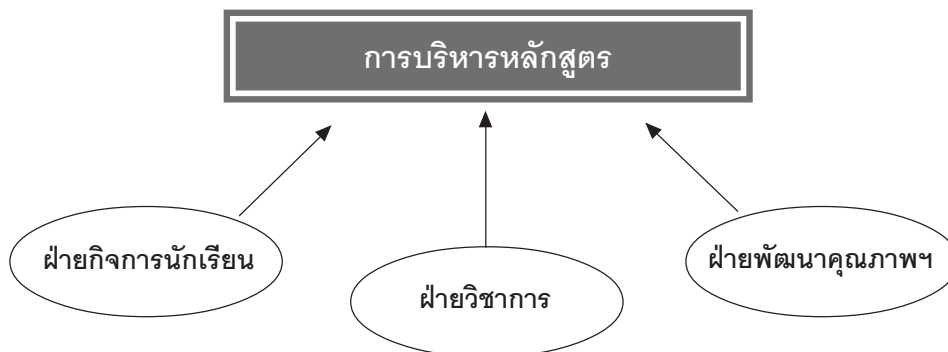 การบริหารหลักสูตร
ฝ่ายกิจการนักเรียน
ฝ่ายวิชาการ
ฝ่ายพัฒนาคุณภาพฯ